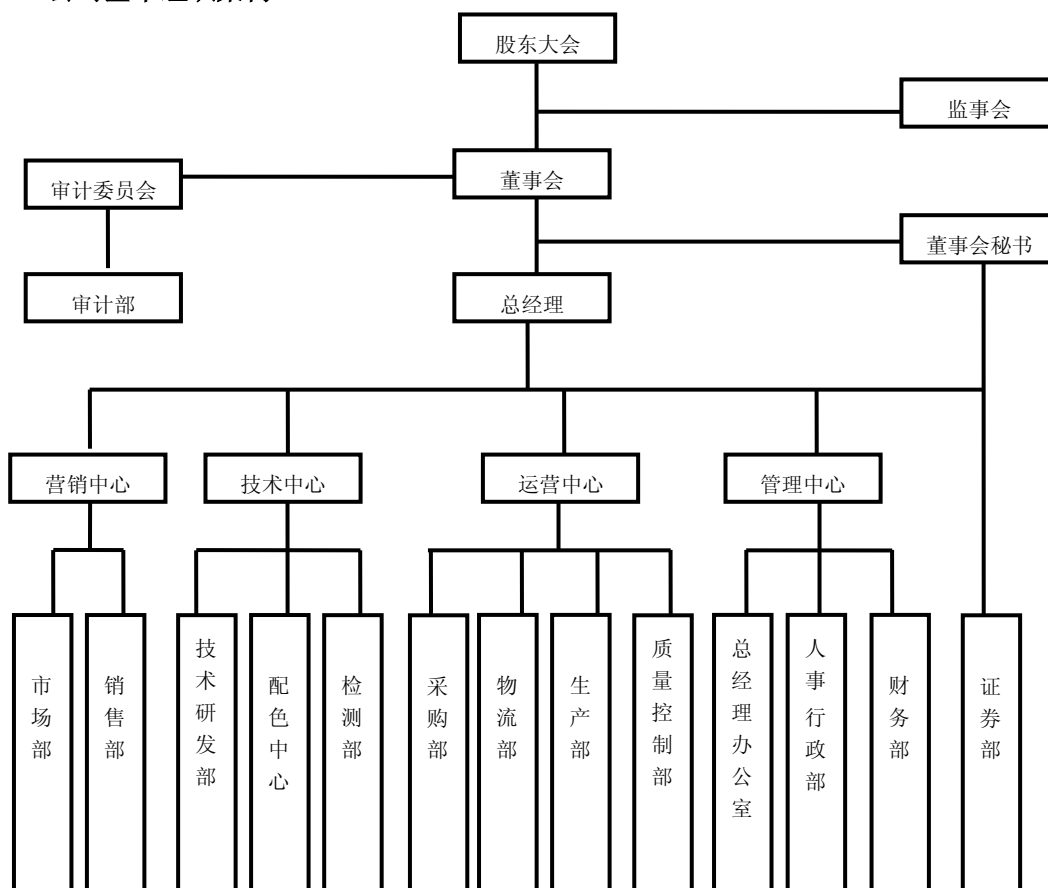 股东大会
监事会
董事会
审计委员会
董事会秘书
审计部
总经理
营销中心
技术中心
运营中心
管理中心
市场部
销售部
技术研发部
配色中心
检测部
采购部
物流部
生产部
质量控制部
总经理办公室
人事行政部
财务部
证券部